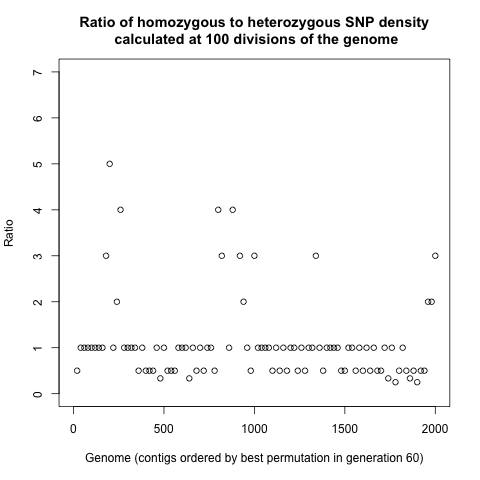 Ratio of homozygous to heterozygous SNP density
calculated at 100 divisions of the genome
7
6
5
4
3
2
1
0
Ratio
0 500 1000 1500 2000
Genome (contigs ordered by best permutation in generation 60)